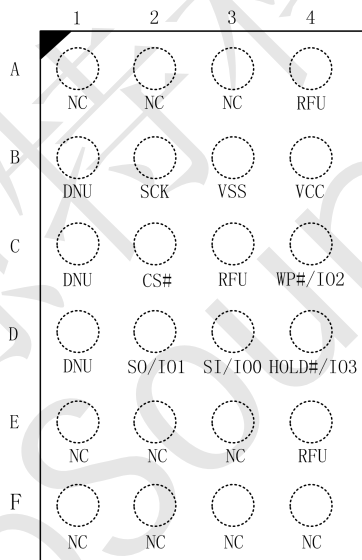 1 2 3 4
A
NC NC NC RFU
B
DNU SCK VSS VCC
C
DNU CS# RFU WP#/IO2
D
DNU SO/IO1 SI/IO0 HOLD#/IO3
E
NC NC NC RFU
F
NC NC NC NC